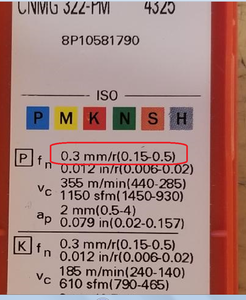 CNMG 322-PM 4325
8P10581790
ISO
P M K N S H
P fn 0.3 mm/r(0.15-0.5)
0.012 in/r(0.006-0.02)
vc 355 m/min(440-285)
1150 sfm(1450-930)
ap 2 mm(0.5-4)
0.079 in(0.02-0.157)
K fn 0.3 mm/r(0.15-0.5)
0.012 in/r(0.006-0.02)
vc 185 m/min(240-140)
610 sfm(790-465)